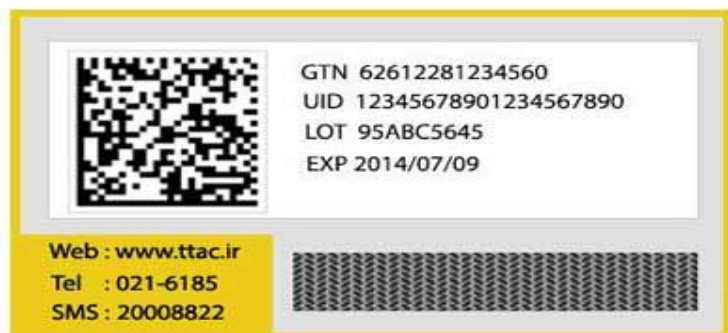 GTN 62612281234560
UID 12345678901234567890
LOT 95ABC5645
EXP 2014/07/09
Web : www.ttac.ir
Tel : 021-6185
SMS : 20008822